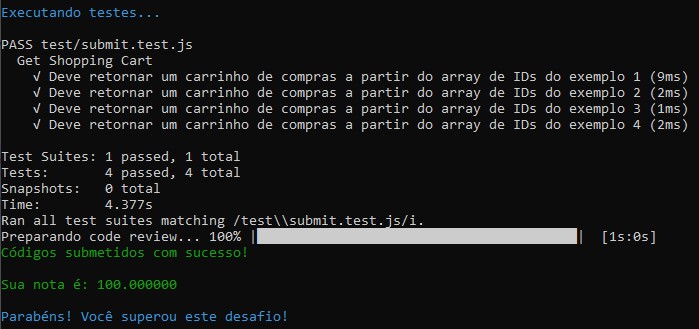 Executando testes...
PASS test/submit.test.js
Get Shopping Cart
√ Deve retornar um carrinho de compras a partir do array de IDs do exemplo 1 (9ms)
√ Deve retornar um carrinho de compras a partir do array de IDs do exemplo 2 (2ms)
√ Deve retornar um carrinho de compras a partir do array de IDs do exemplo 3 (1ms)
√ Deve retornar um carrinho de compras a partir do array de IDs do exemplo 4 (2ms)
Test Suites: 1 passed, 1 total
Tests:       4 passed, 4 total
Snapshots:   0 total
Time:        4.377s
Ran all test suites matching /test\\submit.test.js/i.
Preparando code review... 100% | | [1s:0s]
Códigos submetidos com sucesso!
Sua nota é: 100.000000
Parabéns! Você superou este desafio!